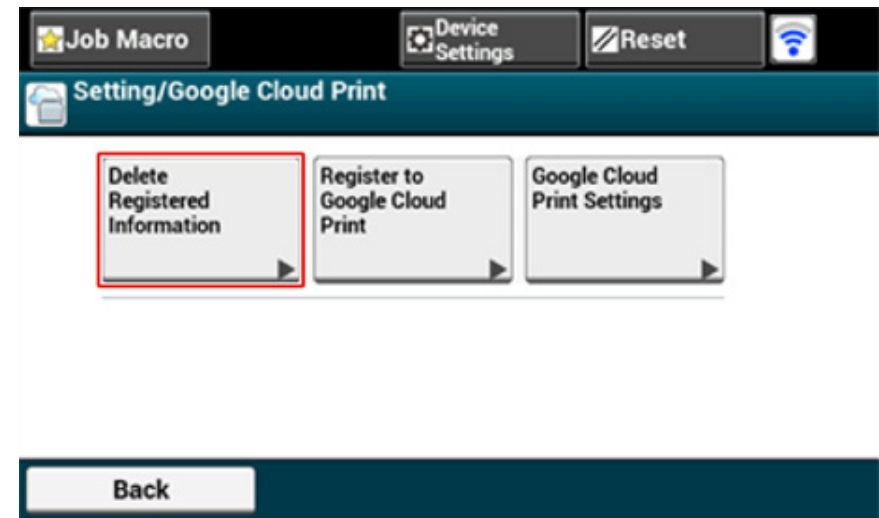 Job Macro
Device
Settings
Reset
Setting/Google Cloud Print
Delete
Registered
Information
Register to
Google Cloud
Print
Google Cloud
Print Settings
Back